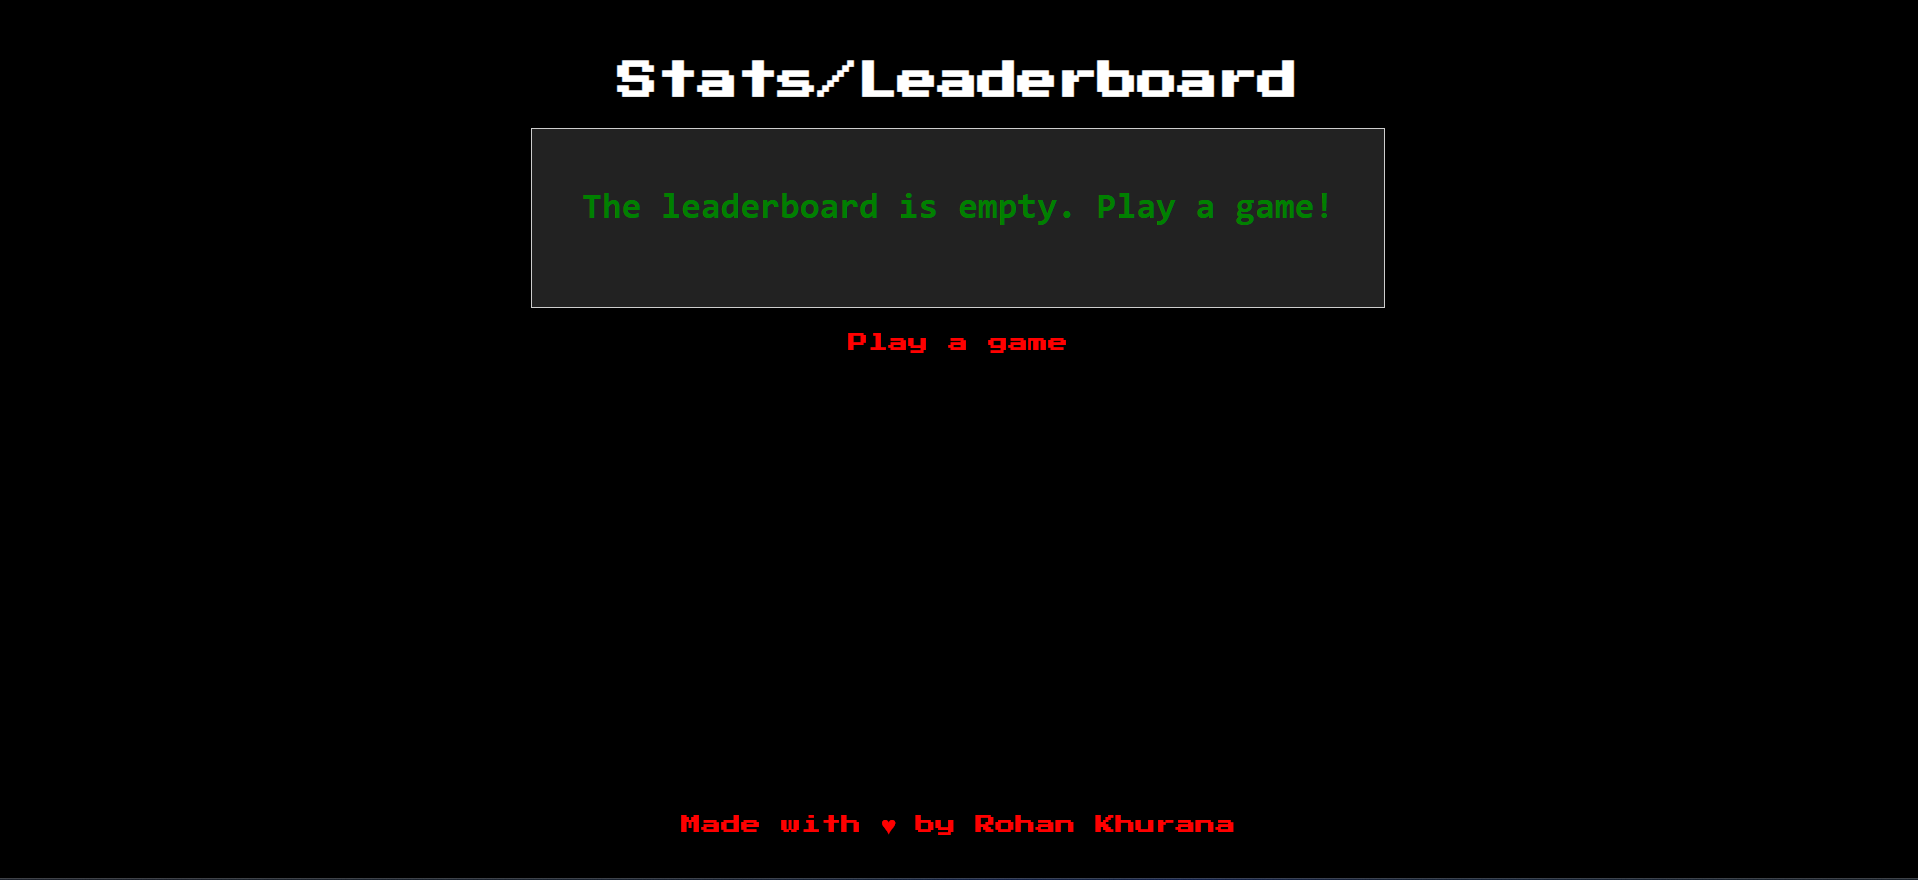 Stats/Leaderboard
The leaderboard is empty. Play a game!
Play a game
Made with ♥ by Rohan Khurana